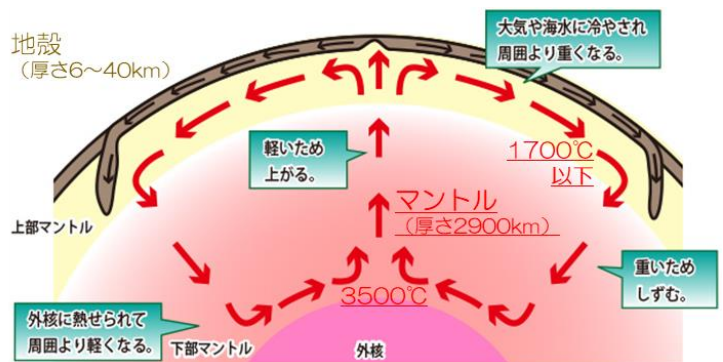 地殻
（厚さ6～40km）
大気や海水に冷やされ
周囲より重くなる。
軽いため
上がる。
1700℃
以下
マントル
（厚さ2900km）
上部マントル
重いため
しずむ。
3500℃
外核に熱せられて
周囲より軽くなる。
下部マントル
外核